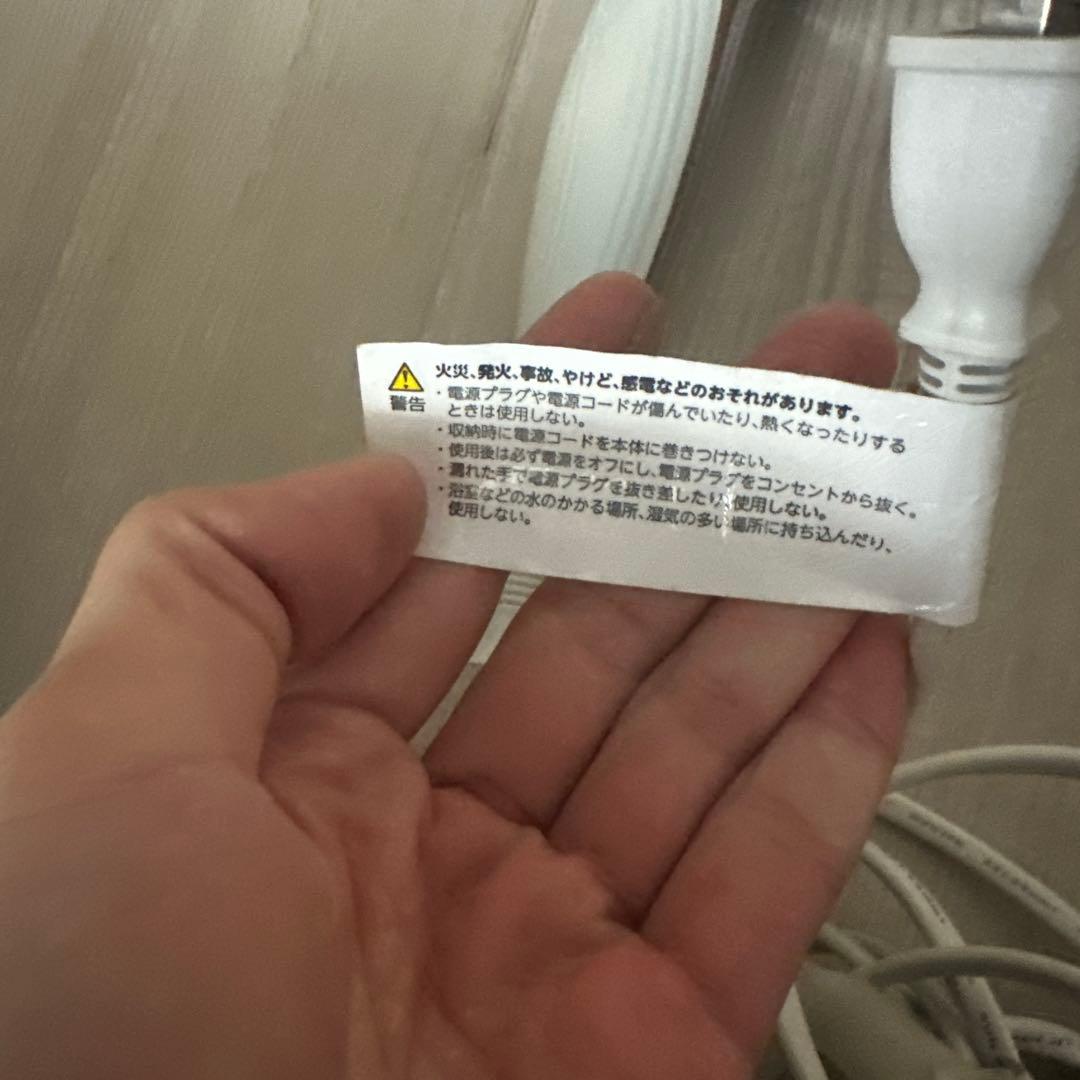 火災、発火、事故、やけど、感電などのおそれがあります。
警告
・電源プラグや電源コードが傷んでいたり、熱くなったりする
ときは使用しない。
・収納時に電源コードを本体に巻きつけない。
・使用後は必ず電源をオフにし、電源プラグをコンセントから抜く。
・濡れた手で電源プラグを抜き差したり、使用しない。
・浴室などの水のかかる場所、湿気の多い場所に持ち込んだり、
使用しない。